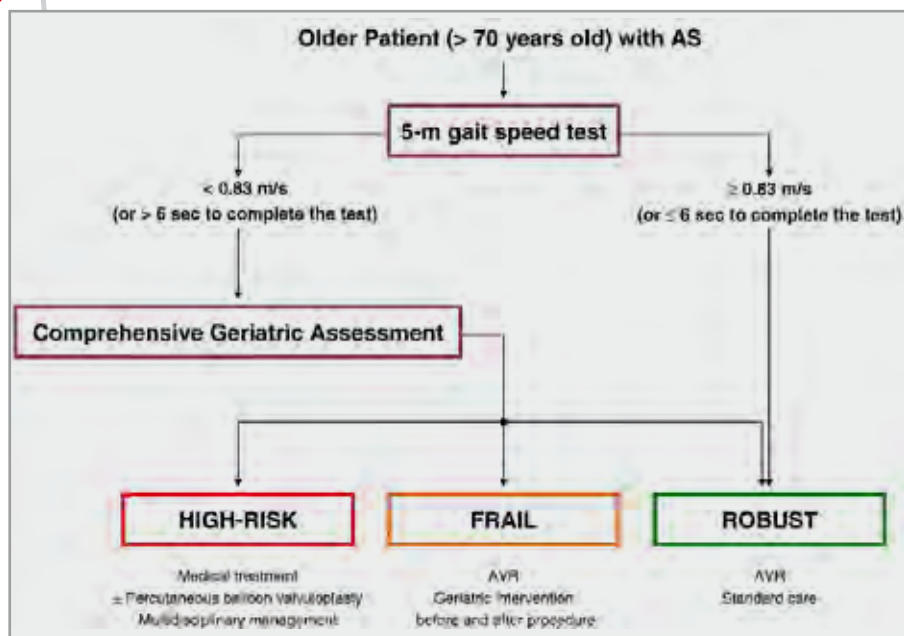 Older Patient (> 70 years old) with AS
5-m gait speed test
< 0.83 m/s
(or > 6 sec to complete the test)
≥ 0.83 m/s
(or ≤ 6 sec to complete the test)
Comprehensive Geriatric Assessment
HIGH-RISK
Medical treatment
± Percutaneous balloon valvuloplasty
Multidisciplinary management
FRAIL
AVR
Geriatric intervention
before and after procedure
ROBUST
AVR
Standard care